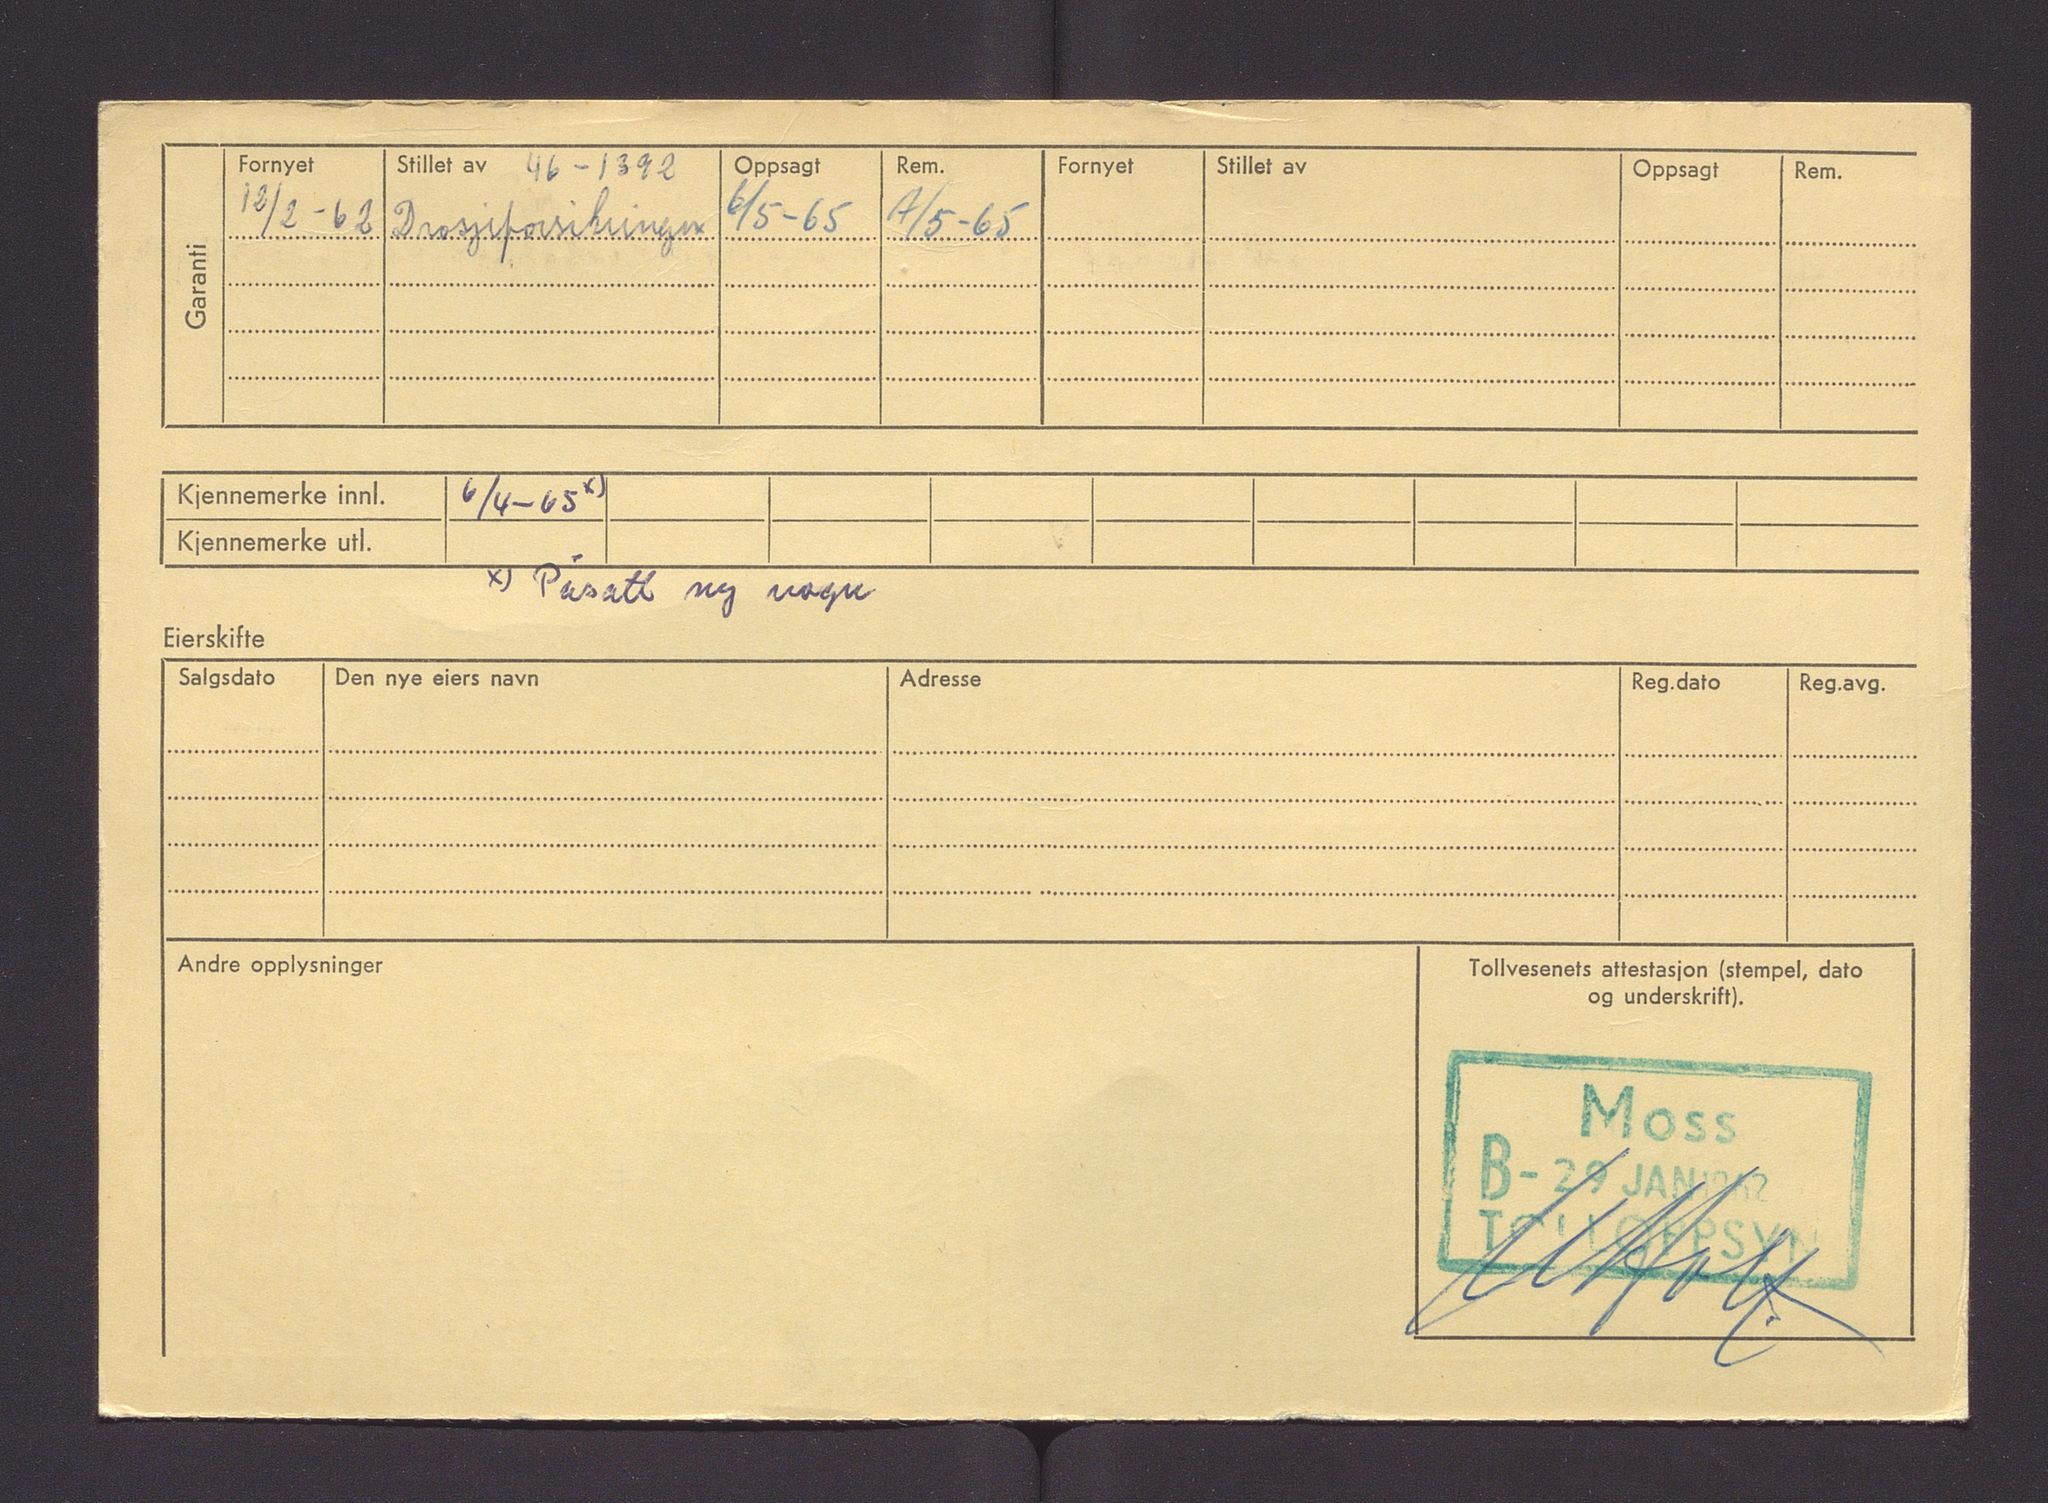 Garanti
Fornyet Stillet av 46-1392 Oppsagt Rem. Fornyet Stillet av Oppsagt Rem.
12/2-62 Drosjeforsikringen 6/5-65 /5-65
Kjennemerke innl. 6/4-65 x)
Kjennemerke utl.
x) Påsatt ny vogn
Eierskifte
Salgsdato Den nye eiers navn Adresse Reg.dato Reg.avg.
Andre opplysninger
Tollvesenets attestasjon (stempel, dato
og underskrift).
Moss
B-29 JAN 1962
TOLLOPPSYN